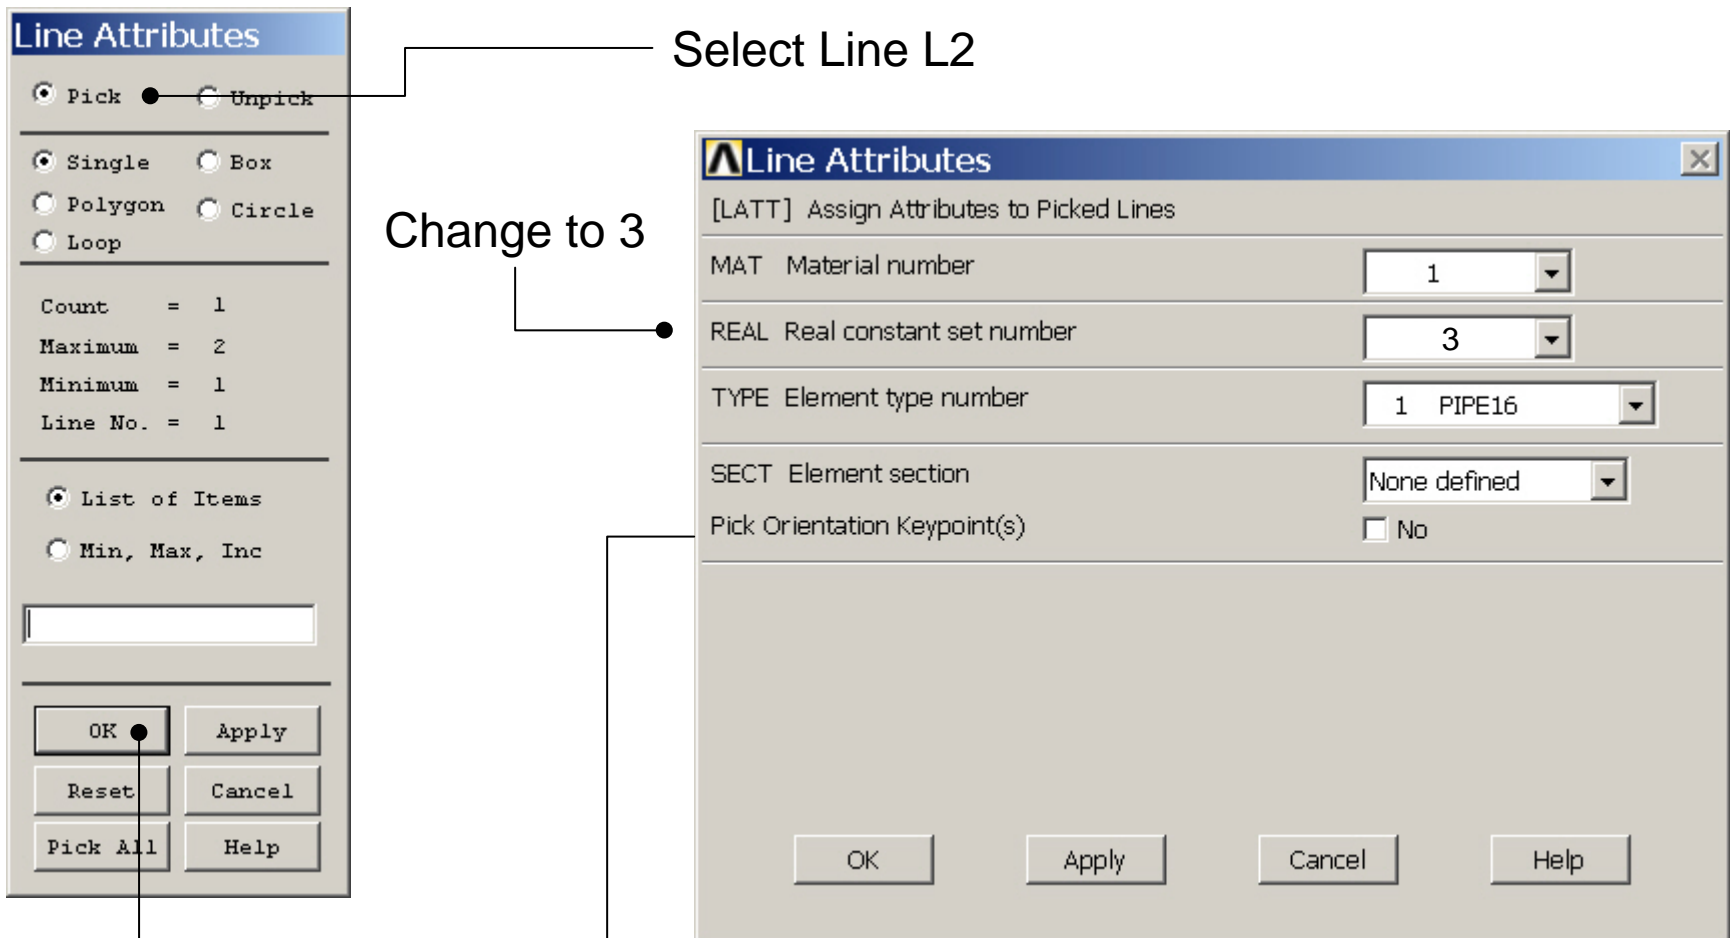 Line Attributes
Select Line L2
Pick Unpick
Single Box
Polygon Circle
Loop
Count = 1
Maximum = 2
Minimum = 1
Line No. = 1
List of Items
Min, Max, Inc
OK Apply
Reset Cancel
Pick All Help
Change to 3
Line Attributes
[LATT] Assign Attributes to Picked Lines
MAT Material number 1
REAL Real constant set number 3
TYPE Element type number 1 PIPE16
SECT Element section None defined
Pick Orientation Keypoint(s) No
OK Apply Cancel Help